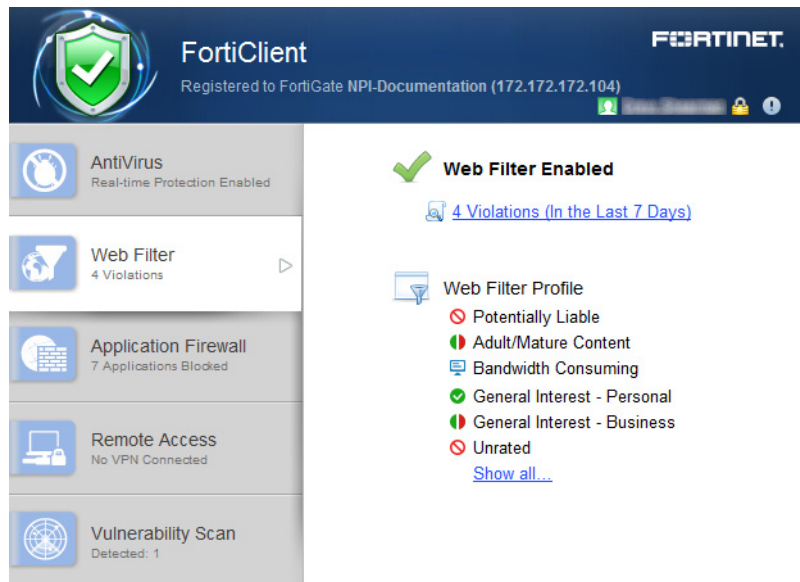 FortiClient
FORTINET
Registered to FortiGate NPI-Documentation (172.172.172.104)
AntiVirus
Real-time Protection Enabled
Web Filter
4 Violations
Application Firewall
7 Applications Blocked
Remote Access
No VPN Connected
Vulnerability Scan
Detected: 1
Web Filter Enabled
4 Violations (In the Last 7 Days)
Web Filter Profile
Potentially Liable
Adult/Mature Content
Bandwidth Consuming
General Interest - Personal
General Interest - Business
Unrated
Show all...